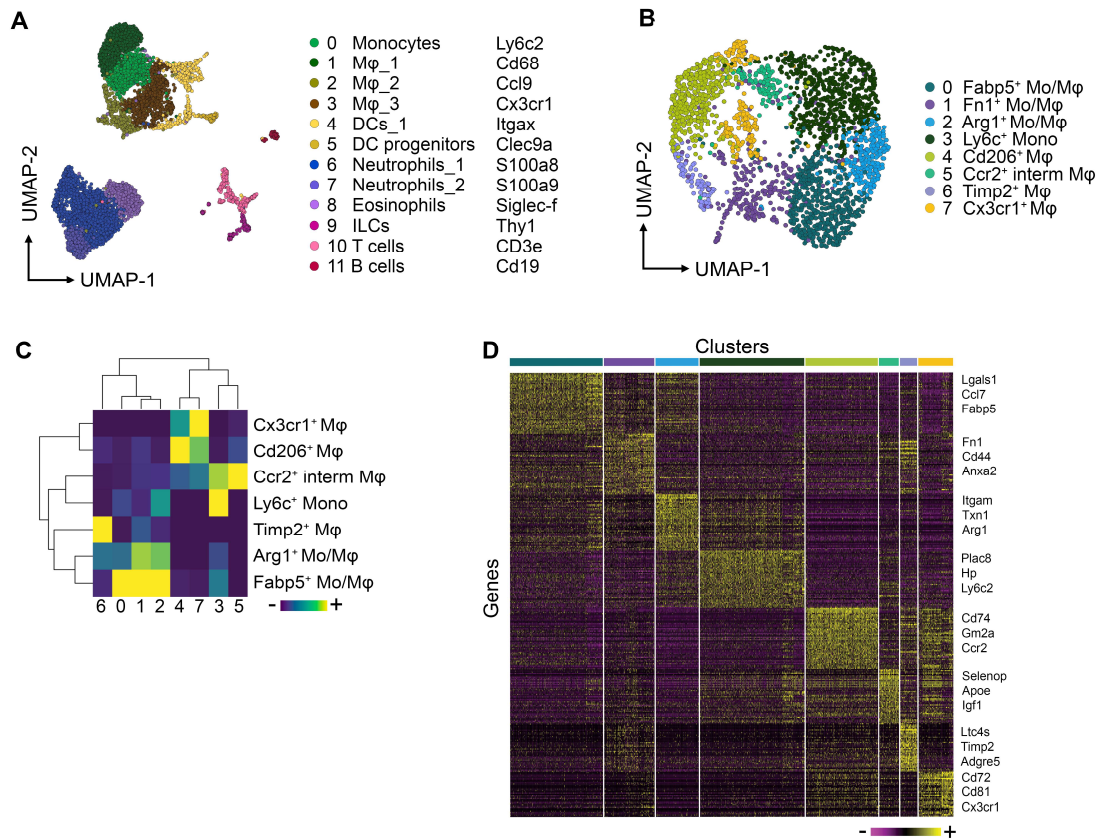 A
0 Monocytes Ly6c2
1 Mφ_1 Cd68
2 Mφ_2 Ccl9
3 Mφ_3 Cx3cr1
4 DCs_1 Itgax
5 DC progenitors Clec9a
6 Neutrophils_1 S100a8
7 Neutrophils_2 S100a9
8 Eosinophils Siglec-f
9 ILCs Thy1
10 T cells CD3e
11 B cells Cd19
UMAP-2
UMAP-1
B
0 Fabp5⁺ Mo/Mφ
1 Fn1⁺ Mo/Mφ
2 Arg1⁺ Mo/Mφ
3 Ly6c⁺ Mono
4 Cd206⁺ Mφ
5 Ccr2⁺ interm Mφ
6 Timp2⁺ Mφ
7 Cx3cr1⁺ Mφ
UMAP-2
UMAP-1
C
Cx3cr1⁺ Mφ
Cd206⁺ Mφ
Ccr2⁺ interm Mφ
Ly6c⁺ Mono
Timp2⁺ Mφ
Arg1⁺ Mo/Mφ
Fabp5⁺ Mo/Mφ
6 0 1 2 4 7 3 5
- +
D
Clusters
Genes
Lgals1
Ccl7
Fabp5
Fn1
Cd44
Anxa2
Itgam
Txn1
Arg1
Plac8
Hp
Ly6c2
Cd74
Gm2a
Ccr2
Selenop
Apoe
Igf1
Ltc4s
Timp2
Adgre5
Cd72
Cd81
Cx3cr1
- +